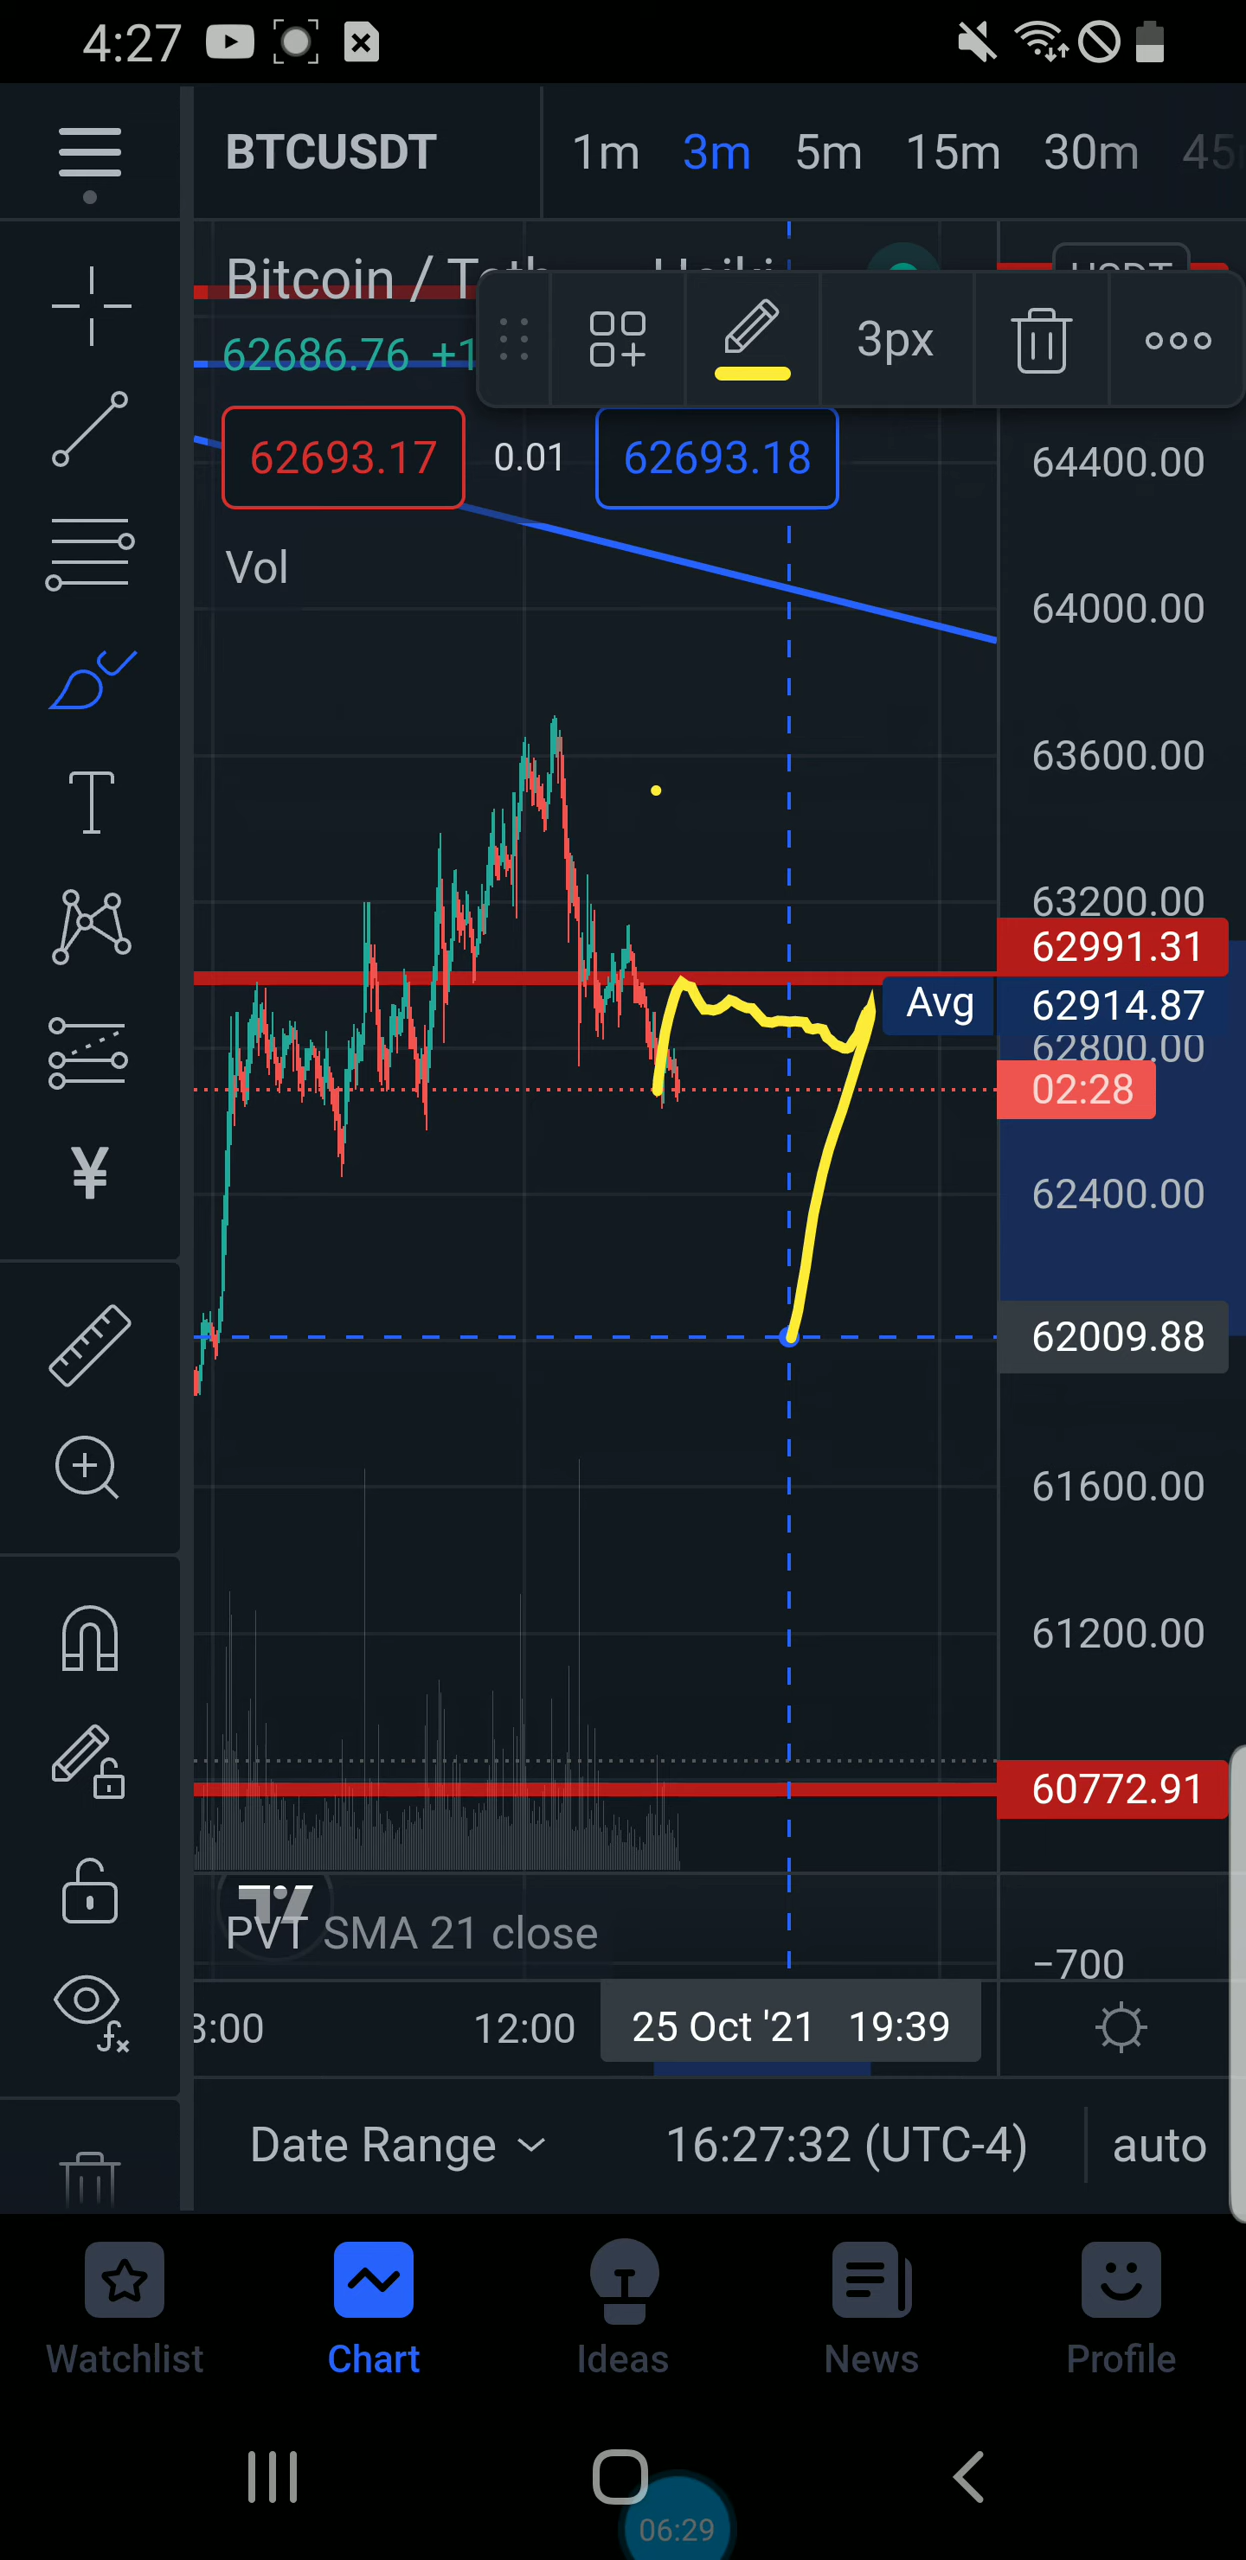 4:27
BTCUSDT 1m 3m 5m 15m 30m 45
Bitcoin / Teth
USDT
62686.76 +1
3px
62693.17 0.01 62693.18
64400.00
Vol
64000.00
63600.00
63200.00
62991.31
Avg 62914.87
62800.00
02:28
62400.00
62009.88
61600.00
61200.00
60772.91
PVT SMA 21 close
−700
3:00 12:00 25 Oct '21 19:39
Date Range 16:27:32 (UTC-4) auto
Watchlist Chart Ideas News Profile
06:29